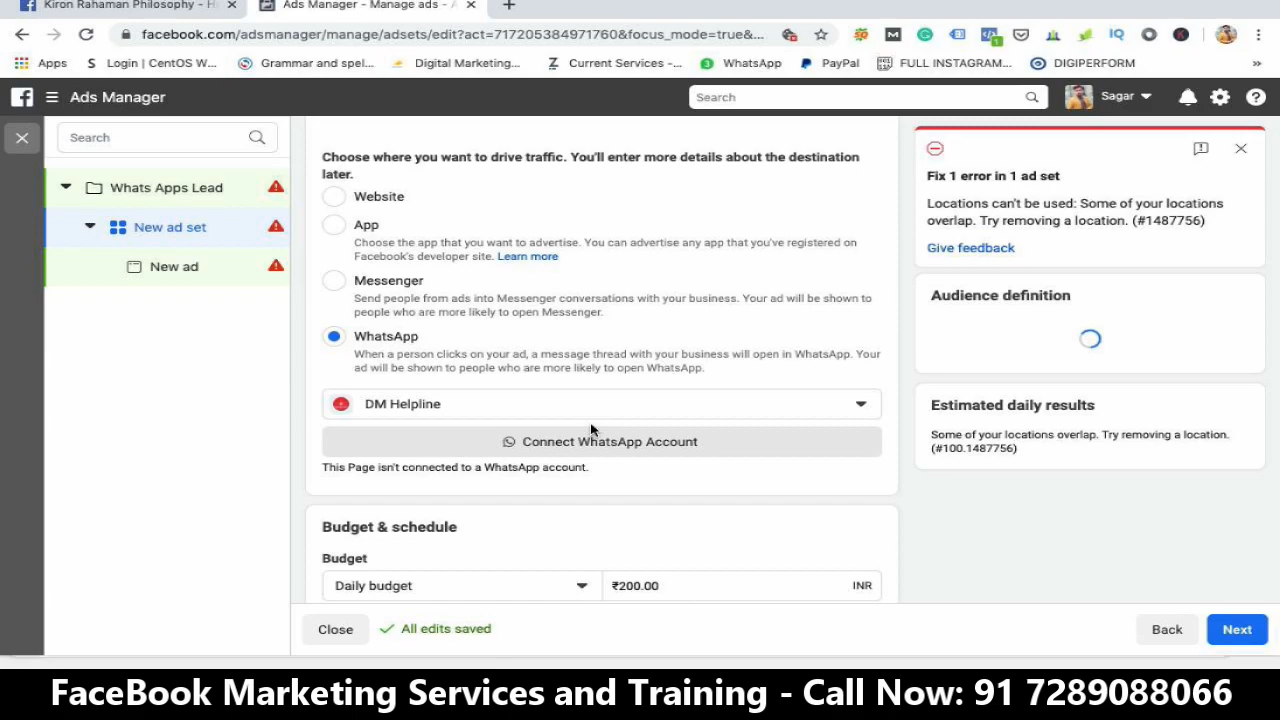 Kiron Rahaman Philosophy - H
Ads Manager - Manage ads - A
facebook.com/adsmanager/manage/adsets/edit?act=717205384971760&focus_mode=true&...
Apps
S Login | CentOS W...
Grammar and spel...
Digital Marketing...
Z Current Services -...
3 WhatsApp
PayPal
FULL INSTAGRAM...
DIGIPERFORM
»
Ads Manager
Search
Sagar
Search
Whats Apps Lead
New ad set
New ad
Choose where you want to drive traffic. You'll enter more details about the destination
later.
Website
App
Choose the app that you want to advertise. You can advertise any app that you've registered on
Facebook's developer site. Learn more
Messenger
Send people from ads into Messenger conversations with your business. Your ad will be shown to
people who are more likely to open Messenger.
WhatsApp
When a person clicks on your ad, a message thread with your business will open in WhatsApp. Your
ad will be shown to people who are more likely to open WhatsApp.
DM Helpline
Connect WhatsApp Account
This Page isn't connected to a WhatsApp account.
Budget & schedule
Budget
Daily budget
₹200.00
INR
Fix 1 error in 1 ad set
Locations can't be used: Some of your locations
overlap. Try removing a location. (#1487756)
Give feedback
Audience definition
Estimated daily results
Some of your locations overlap. Try removing a location.
(#100.1487756)
Close
All edits saved
Back
Next
FaceBook Marketing Services and Training - Call Now: 91 7289088066